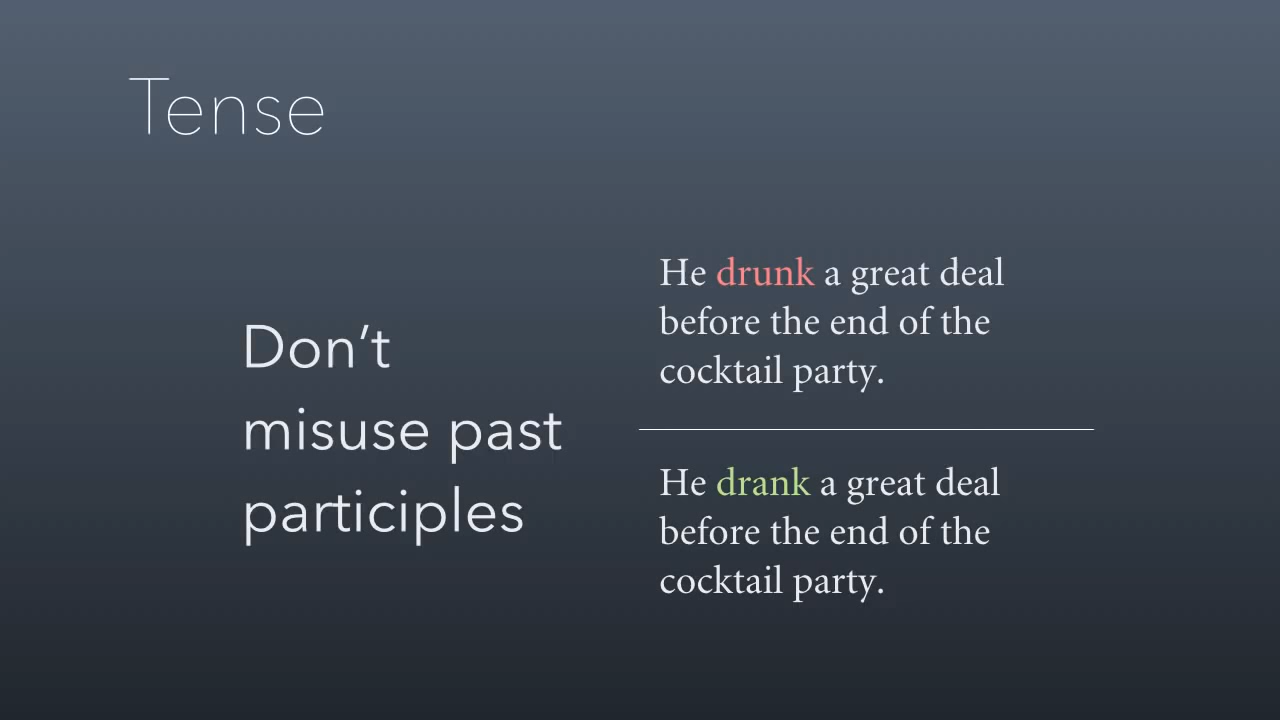 Tense
Don’t
misuse past
participles
He drunk a great deal
before the end of the
cocktail party.
He drank a great deal
before the end of the
cocktail party.